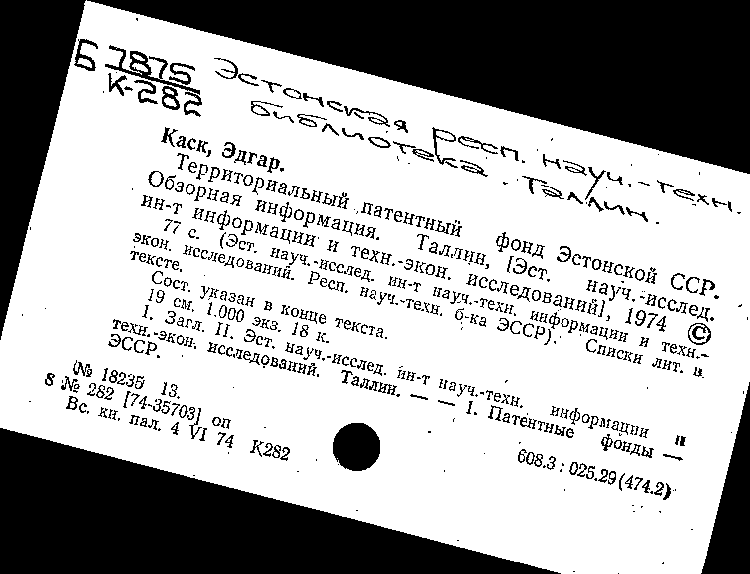 Б 7875
К-282
Эстонская респ. науч.-техн.
библиотека. Таллин.
Каск, Эдгар.
Территориальный патентный фонд Эстонской ССР.
Обзорная информация. Таллин, [Эст. науч.-исслед.
ин-т информации и техн.-экон. исследований], 1974 ©
77 с. (Эст. науч.-исслед. ин-т науч.-техн. информации и техн.-
экон. исследований. Респ. науч.-техн. б-ка ЭССР). Списки лит. в
тексте.
Сост. указан в конце текста.
19 см. 1.000 экз. 18 к.
1. Загл. II. Эст. науч.-исслед. ин-т науч.-техн. информации и
техн.-экон. исследований. Таллин. — — 1. Патентные фонды —
ЭССР.
608.3 : 025.29(474.2)
№ 18235 13.
8 № 282 [74-35703] оп
Вс. кн. пал. 4 VI 74 К282